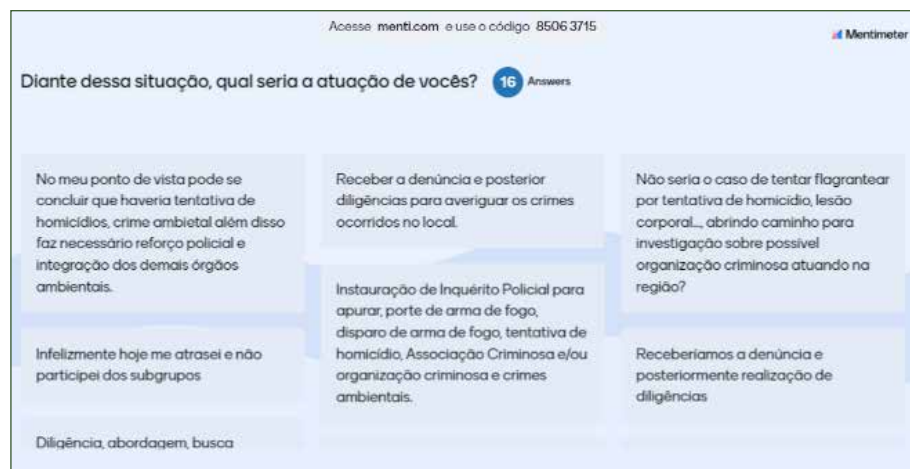 Acesse menti.com e use o código 8506 3715
Mentimeter
Diante dessa situação, qual seria a atuação de vocês? 16 Answers
No meu ponto de vista pode se
concluir que haveria tentativa de
homicídios, crime ambietal além disso
faz necessário reforço policial e
integração dos demais órgãos
ambientais.
Infelizmente hoje me atrasei e não
participei dos subgrupos
Diligência, abordagem, busca
Receber a denúncia e posterior
diligências para averiguar os crimes
ocorridos no local.
Instauração de Inquérito Policial para
apurar, porte de arma de fogo,
disparo de arma de fogo, tentativa de
homicídio, Associação Criminosa e/ou
organização criminosa e crimes
ambientais.
Não seria o caso de tentar flagrantear
por tentativa de homicídio, lesão
corporal..., abrindo caminho para
investigação sobre possível
organização criminosa atuando na
região?
Receberíamos a denúncia e
posteriormente realização de
diligências